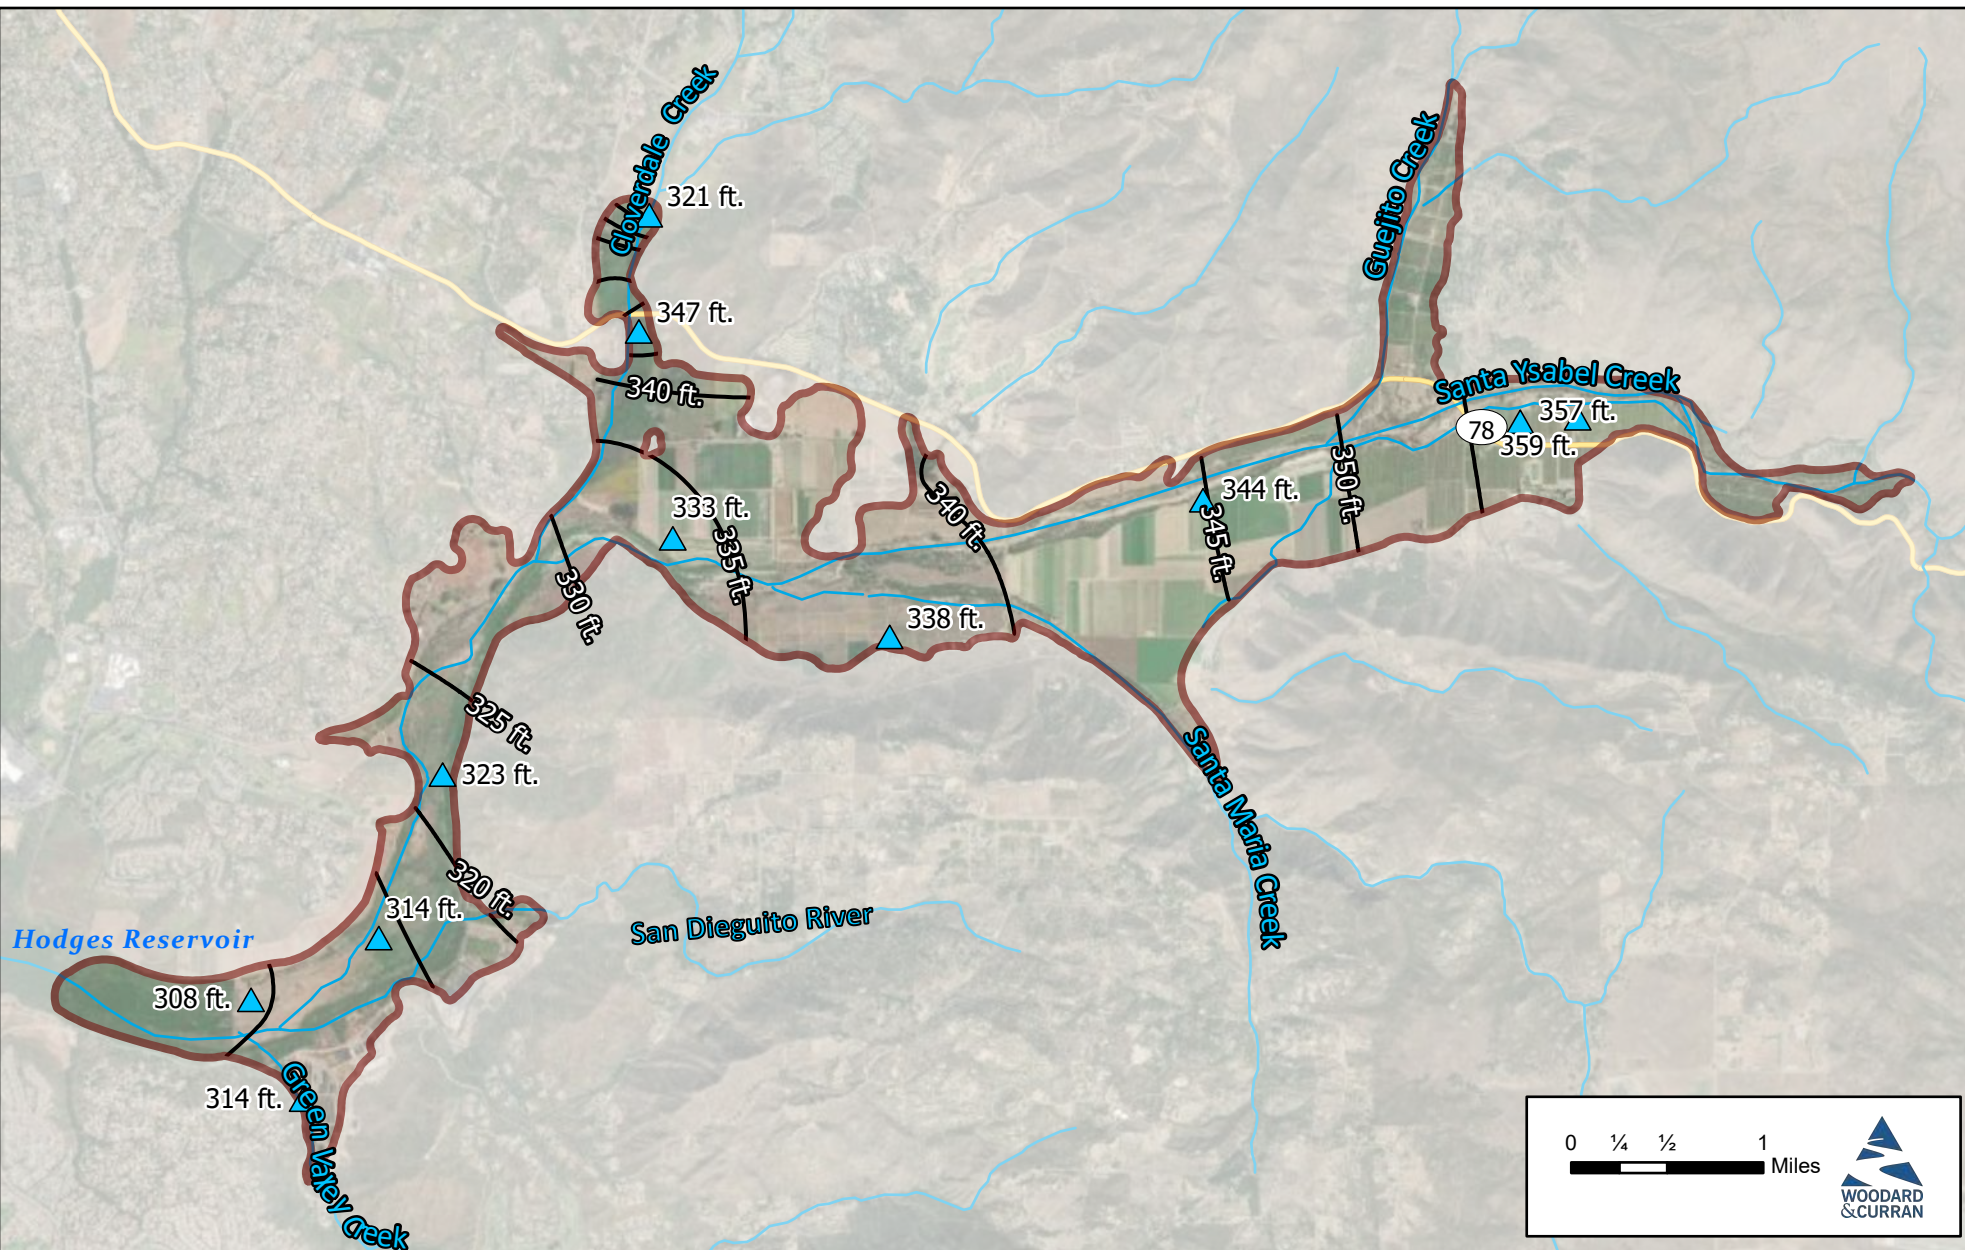 Cloverdale Creek
321 ft.
Guejito Creek
347 ft.
340 ft.
Santa Ysabel Creek
357 ft.
78
359 ft.
350 ft.
344 ft.
345 ft.
340 ft.
333 ft.
335 ft.
330 ft.
338 ft.
325 ft.
323 ft.
Santa Maria Creek
320 ft.
314 ft.
San Dieguito River
Hodges Reservoir
308 ft.
314 ft.
Green Valley Creek
0 ¼ ½ 1
Miles
WOODARD
&CURRAN